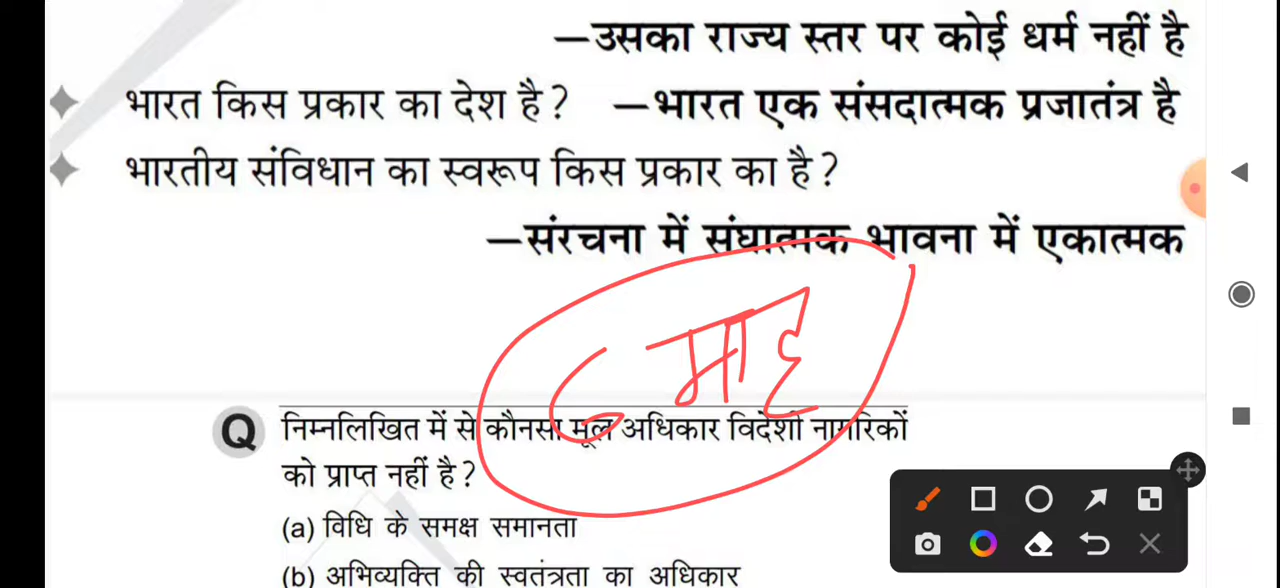 —उसका राज्य स्तर पर कोई धर्म नहीं है
भारत किस प्रकार का देश है? —भारत एक संसदात्मक प्रजातंत्र है
भारतीय संविधान का स्वरूप किस प्रकार का है?
—संरचना में संघात्मक भावना में एकात्मक
6 माह
Q निम्नलिखित में से कौनसा मूल अधिकार विदेशी नागरिकों
को प्राप्त नहीं है?
(a) विधि के समक्ष समानता
(b) अभिव्यक्ति की स्वतंत्रता का अधिकार